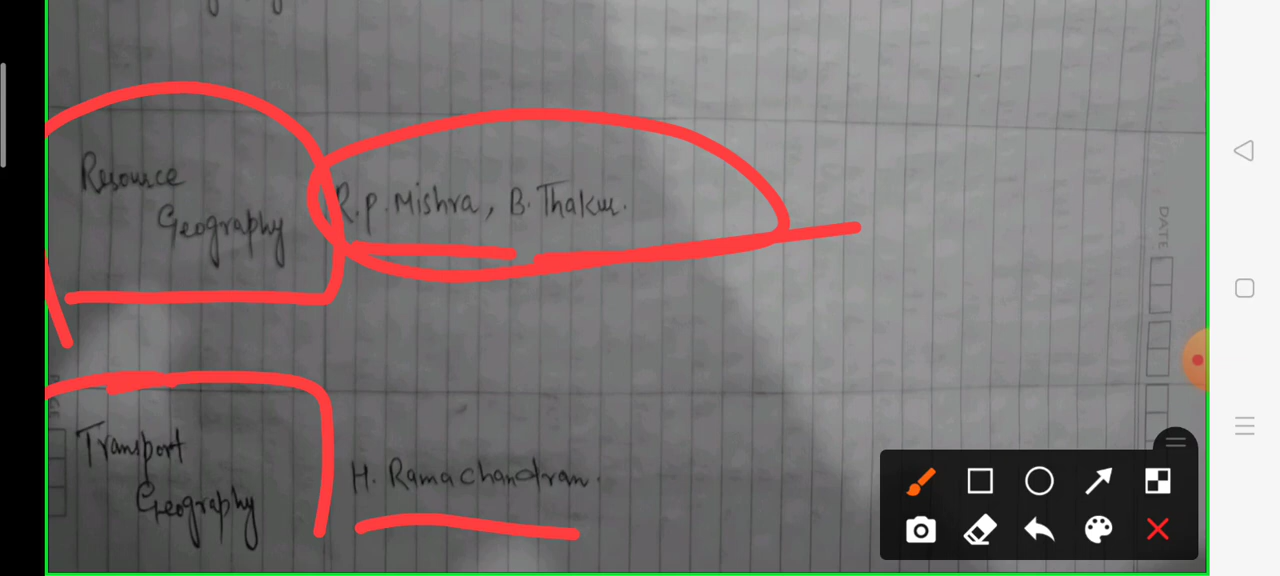 Resource
Geography
R.P. Mishra, B. Thakur.
Transport
Geography
H. Ramachandran.
DATE